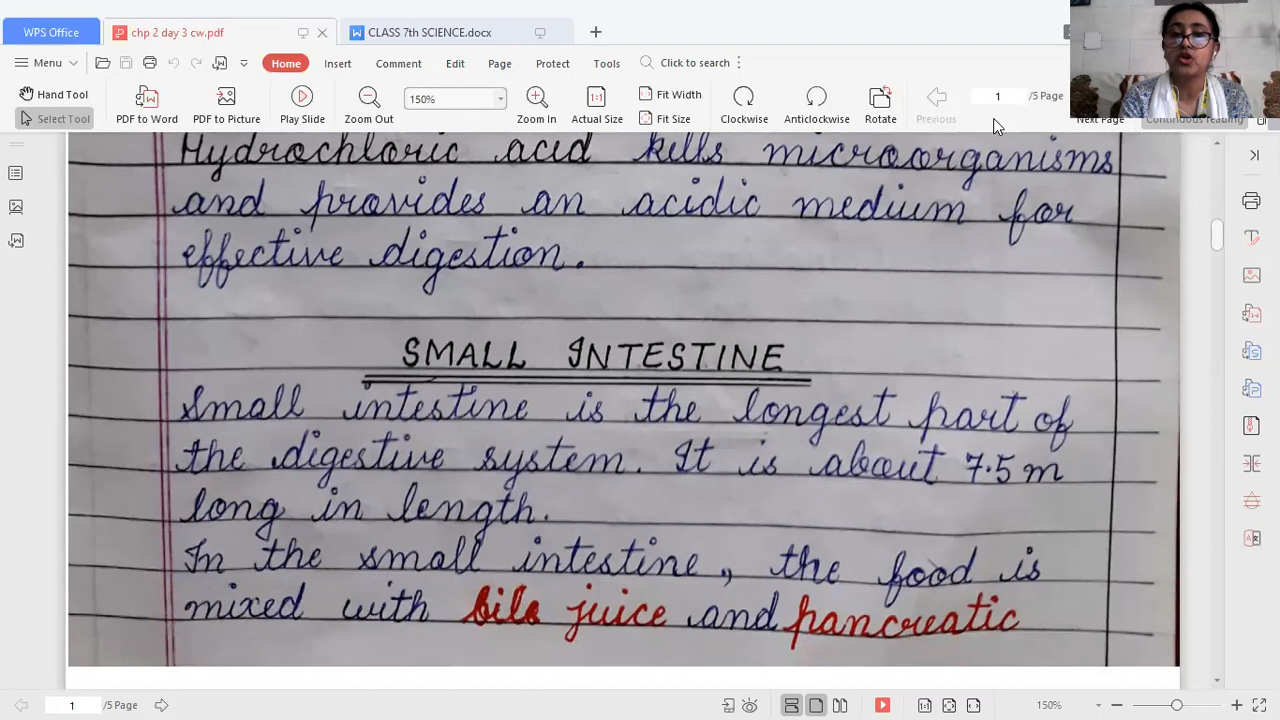 WPS Office
chp 2 day 3 cw.pdf
CLASS 7th SCIENCE.docx
Menu
Home
Insert
Comment
Edit
Page
Protect
Tools
Click to search
Hand Tool
Select Tool
PDF to Word
PDF to Picture
Play Slide
Zoom Out
150%
Zoom In
Actual Size
Fit Width
Fit Size
Clockwise
Anticlockwise
Rotate
Previous
1 /5 Page
Next Page
Continuous reading
Hydrochloric acid kills microorganisms
and provides an acidic medium for
effective digestion.
SMALL INTESTINE
Small intestine is the longest part of
the digestive system. It is about 7.5 m
long in length.
In the small intestine, the food is
mixed with bile juice and pancreatic
1 /5 Page
150%